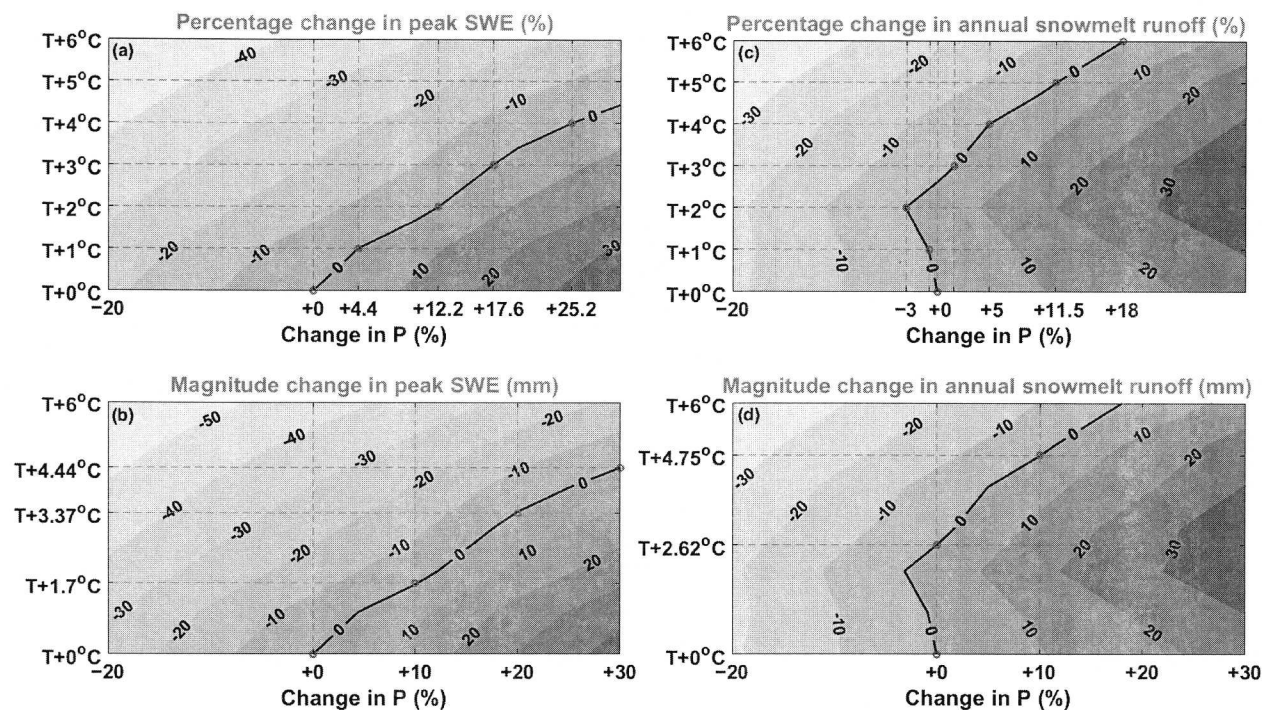 Percentage change in peak SWE (%)
(a)
T+6°C
T+5°C
T+4°C
T+3°C
T+2°C
T+1°C
T+0°C
-40
-30
-20
-10
0
-20
-10
0
10
20
30
−20
+0
+4.4
+12.2
+17.6
+25.2
Change in P (%)
Percentage change in annual snowmelt runoff (%)
(c)
T+6°C
T+5°C
T+4°C
T+3°C
T+2°C
T+1°C
T+0°C
-20
-10
0
10
20
-30
-20
-10
0
10
20
30
-10
0
10
20
−20
−3
+0
+5
+11.5
+18
Change in P (%)
Magnitude change in peak SWE (mm)
(b)
T+6°C
T+4.44°C
T+3.37°C
T+1.7°C
T+0°C
-50
-40
-30
-20
-20
-10
0
-40
-30
-20
-10
0
10
20
-30
-20
-10
0
10
20
−20
+0
+10
+20
+30
Change in P (%)
Magnitude change in annual snowmelt runoff (mm)
(d)
T+6°C
T+4.75°C
T+2.62°C
T+0°C
-20
-10
0
10
20
-30
-20
-10
0
10
20
30
-10
0
10
20
−20
+0
+10
+20
+30
Change in P (%)